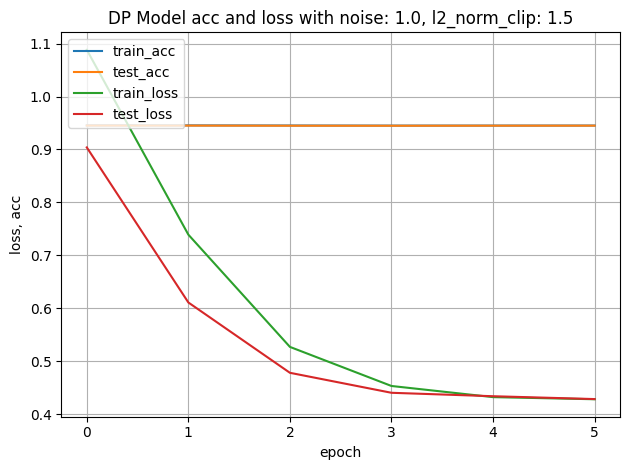 DP Model acc and loss with noise: 1.0, l2_norm_clip: 1.5
train_acc
test_acc
train_loss
test_loss
loss, acc
1.1
1.0
0.9
0.8
0.7
0.6
0.5
0.4
0 1 2 3 4 5
epoch